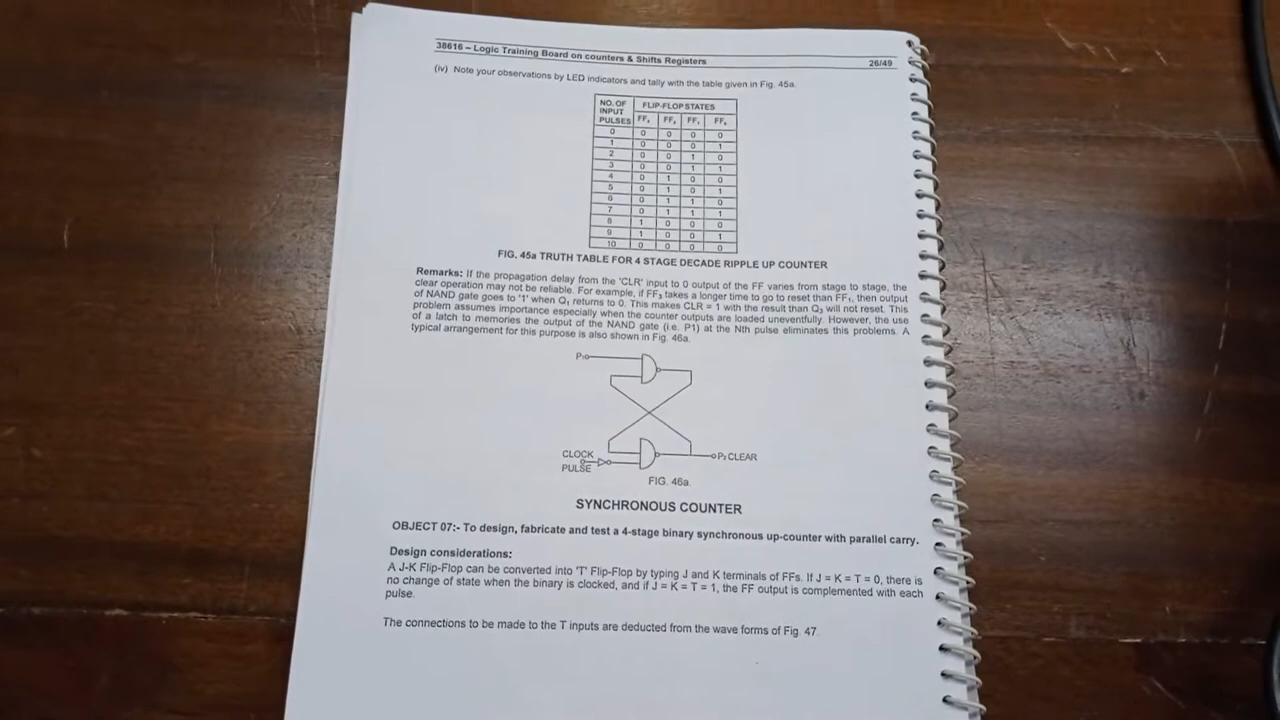 38616 – Logic Training Board on counters & Shifts Registers 26/49
(iv) Note your observations by LED indicators and tally with the table given in Fig. 45a.
NO. OF INPUT PULSES FLIP-FLOP STATES
FF₃ FF₂ FF₁ FF₀
0 0 0 0 0
1 0 0 0 1
2 0 0 1 0
3 0 0 1 1
4 0 1 0 0
5 0 1 0 1
6 0 1 1 0
7 0 1 1 1
8 1 0 0 0
9 1 0 0 1
10 0 0 0 0
FIG. 45a TRUTH TABLE FOR 4 STAGE DECADE RIPPLE UP COUNTER
Remarks: If the propagation delay from the 'CLR' input to 0 output of the FF varies from stage to stage, the
clear operation may not be reliable. For example, if FF₃ takes a longer time to go to reset than FF₁, then output
of NAND gate goes to '1' when Q₁ returns to 0. This makes CLR = 1 with the result than Q₃ will not reset. This
problem assumes importance especially when the counter outputs are loaded uneventfully. However, the use
of a latch to memories the output of the NAND gate (i.e. P1) at the Nth pulse eliminates this problems. A
typical arrangement for this purpose is also shown in Fig. 46a.
P₁
CLOCK
PULSE
P₂ CLEAR
FIG. 46a.
SYNCHRONOUS COUNTER
OBJECT 07:- To design, fabricate and test a 4-stage binary synchronous up-counter with parallel carry.
Design considerations:
A J-K Flip-Flop can be converted into 'T' Flip-Flop by typing J and K terminals of FFs. If J = K = T = 0, there is
no change of state when the binary is clocked, and if J = K = T = 1, the FF output is complemented with each
pulse.
The connections to be made to the T inputs are deducted from the wave forms of Fig. 47.